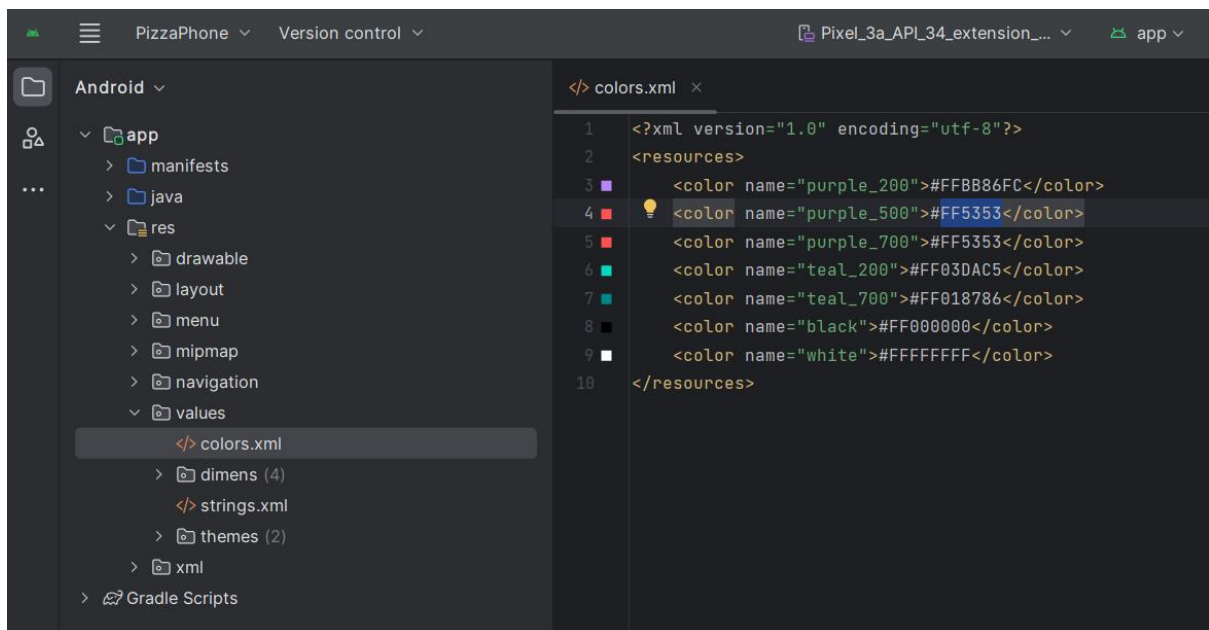 PizzaPhone Version control Pixel_3a_API_34_extension_... app
Android
app
manifests
java
res
drawable
layout
menu
mipmap
navigation
values
colors.xml
dimens (4)
strings.xml
themes (2)
xml
Gradle Scripts
</> colors.xml ×
1 <?xml version="1.0" encoding="utf-8"?>
2 <resources>
3 <color name="purple_200">#FFBB86FC</color>
4 <color name="purple_500">#FF5353</color>
5 <color name="purple_700">#FF5353</color>
6 <color name="teal_200">#FF03DAC5</color>
7 <color name="teal_700">#FF018786</color>
8 <color name="black">#FF000000</color>
9 <color name="white">#FFFFFFFF</color>
10 </resources>